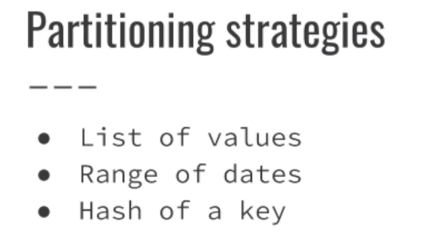 Partitioning strategies
● List of values
● Range of dates
● Hash of a key